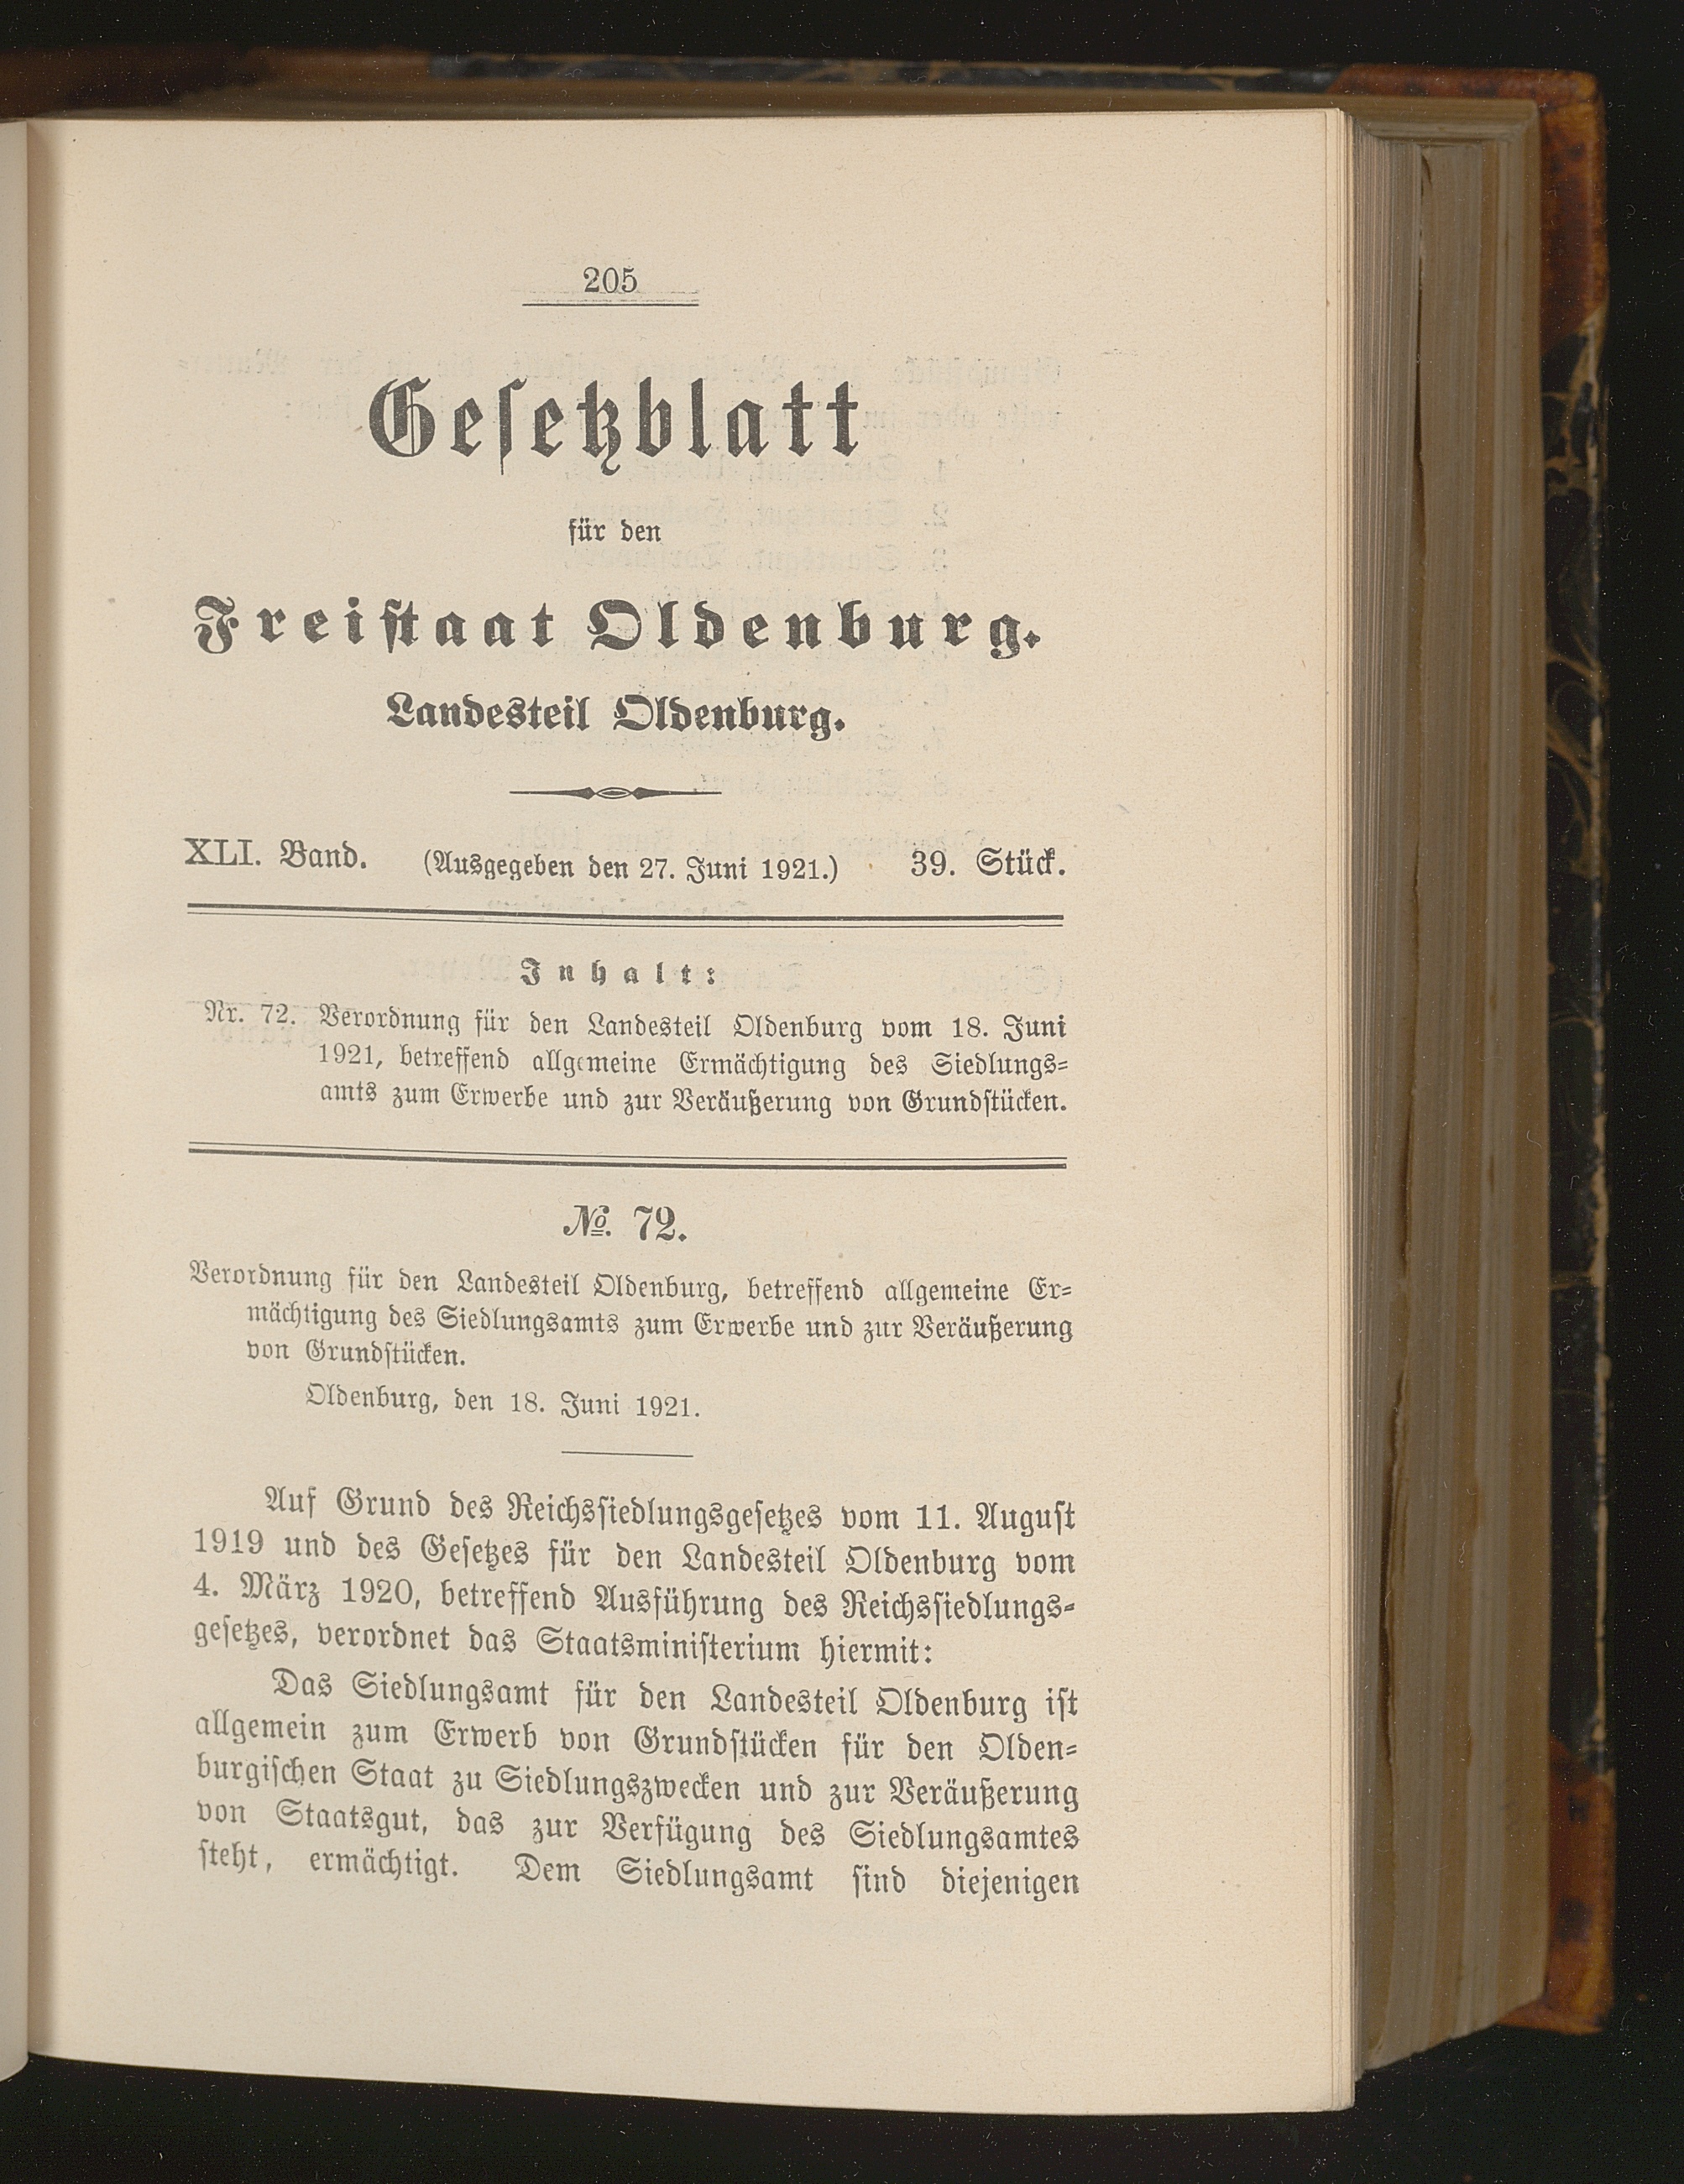 205
Gesetzblatt
für den
Freistaat Oldenburg.
Landesteil Oldenburg.
XLI. Band. (Ausgegeben den 27. Juni 1921.) 39. Stück.
Inhalt:
Nr. 72. Verordnung für den Landesteil Oldenburg vom 18. Juni
1921, betreffend allgemeine Ermächtigung des Siedlungs-
amts zum Erwerbe und zur Veräußerung von Grundstücken.
№. 72.
Verordnung für den Landesteil Oldenburg, betreffend allgemeine Er-
mächtigung des Siedlungsamts zum Erwerbe und zur Veräußerung
von Grundstücken.
Oldenburg, den 18. Juni 1921.
Auf Grund des Reichssiedlungsgesetzes vom 11. August
1919 und des Gesetzes für den Landesteil Oldenburg vom
4. März 1920, betreffend Ausführung des Reichssiedlungs-
gesetzes, verordnet das Staatsministerium hiermit:
Das Siedlungsamt für den Landesteil Oldenburg ist
allgemein zum Erwerb von Grundstücken für den Olden-
burgischen Staat zu Siedlungszwecken und zur Veräußerung
von Staatsgut, das zur Verfügung des Siedlungsamtes
steht, ermächtigt. Dem Siedlungsamt sind diejenigen